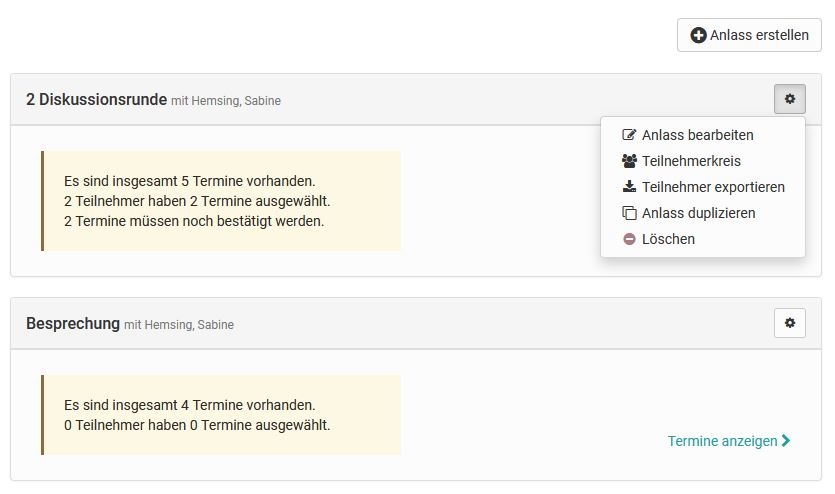 Anlass erstellen
2 Diskussionsrunde mit Hemsing, Sabine
Anlass bearbeiten
Teilnehmerkreis
Teilnehmer exportieren
Anlass duplizieren
Löschen
Es sind insgesamt 5 Termine vorhanden.
2 Teilnehmer haben 2 Termine ausgewählt.
2 Termine müssen noch bestätigt werden.
Besprechung mit Hemsing, Sabine
Es sind insgesamt 4 Termine vorhanden.
0 Teilnehmer haben 0 Termine ausgewählt.
Termine anzeigen